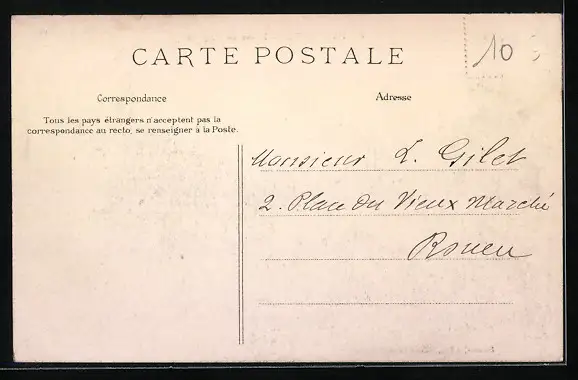 CARTE POSTALE
10
Correspondance
Adresse
Tous les pays étrangers n'acceptent pas la
correspondance au recto, se renseigner à la Poste.
Monsieur L. Gilet
2. Place du Vieux Marché
Rouen